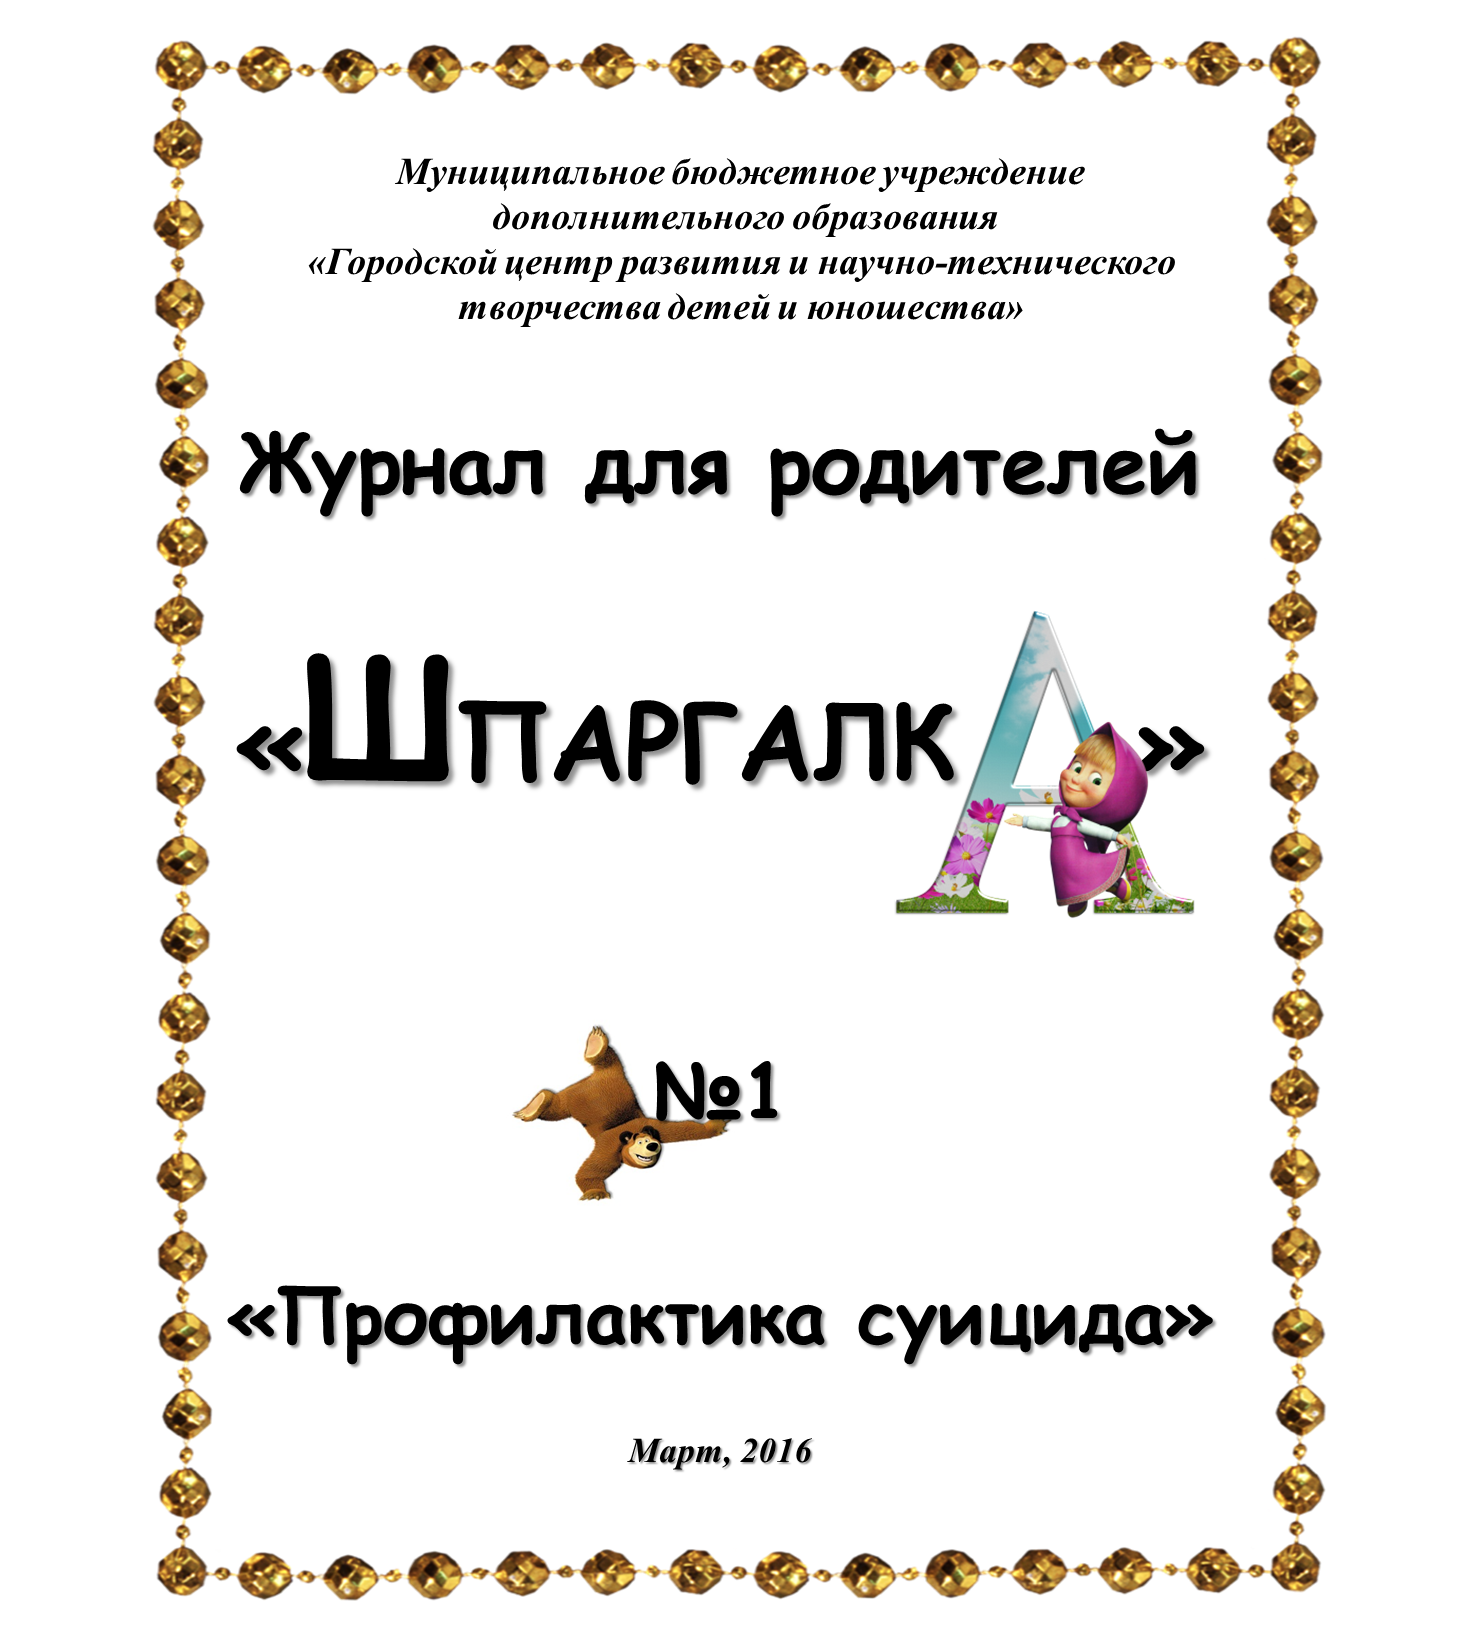 Муниципальное бюджетное учреждение
дополнительного образования
«Городской центр развития и научно-технического
творчества детей и юношества»
Журнал для родителей
«ШПАРГАЛКА»
№1
«Профилактика суицида»
Март, 2016